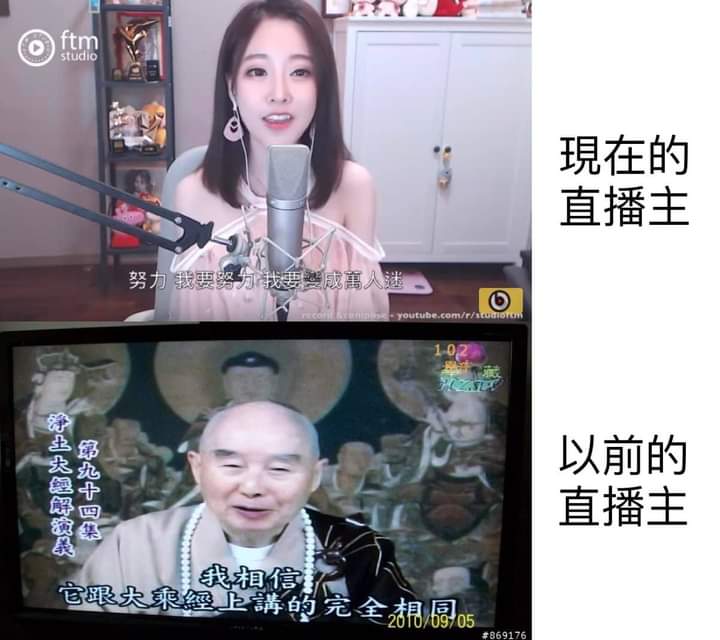 ftm
studio
現在的
直播主
努力 我要努力 我要變成萬人迷
record &compose - youtube.com/r/studioftm
102
淨土大經解演義
第九十四集
以前的
直播主
我相信
它跟大乘經上講的完全相同
2010/09/05
#869176